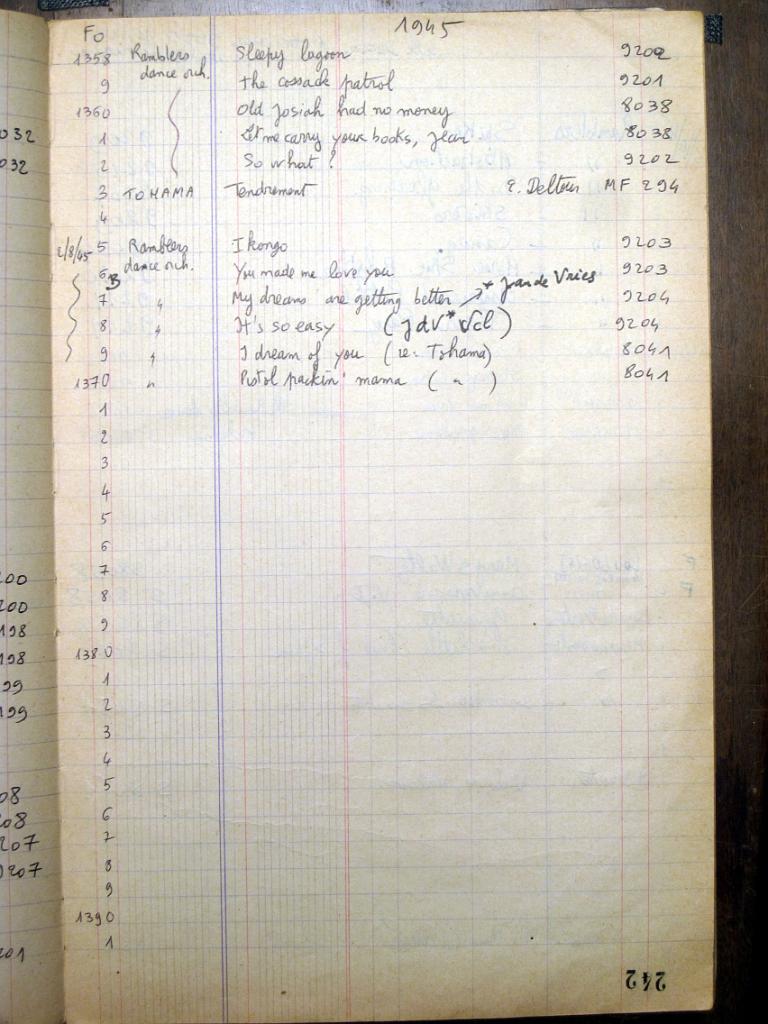 1945
Fo
1358 Ramblers Sleepy lagoon 9202
9 dance orch. The cossack patrol 9201
1360 Old Josiah had no money 8038
1 Let me carry your books, 8038
2 So what? 9202
3 TOHAMA Tendrement E. Deltour MF 294
4
2/8/45 5 Ramblers Ikongo 9203
6 dance orch. You made me love you 9203
7 " My dreams are getting better * Jan de Vries 9204
8 " It's so easy (JdV* Vcl) 9204
9 " I dream of you (re: Tohama) 8041
1370 " Pistol packin' mama ( " ) 8041
1
2
3
4
5
6
7
8
9
1380
1
2
3
4
5
6
7
8
9
1390
1
242
032
032
200
200
198
198
99
199
08
208
207
9207
201